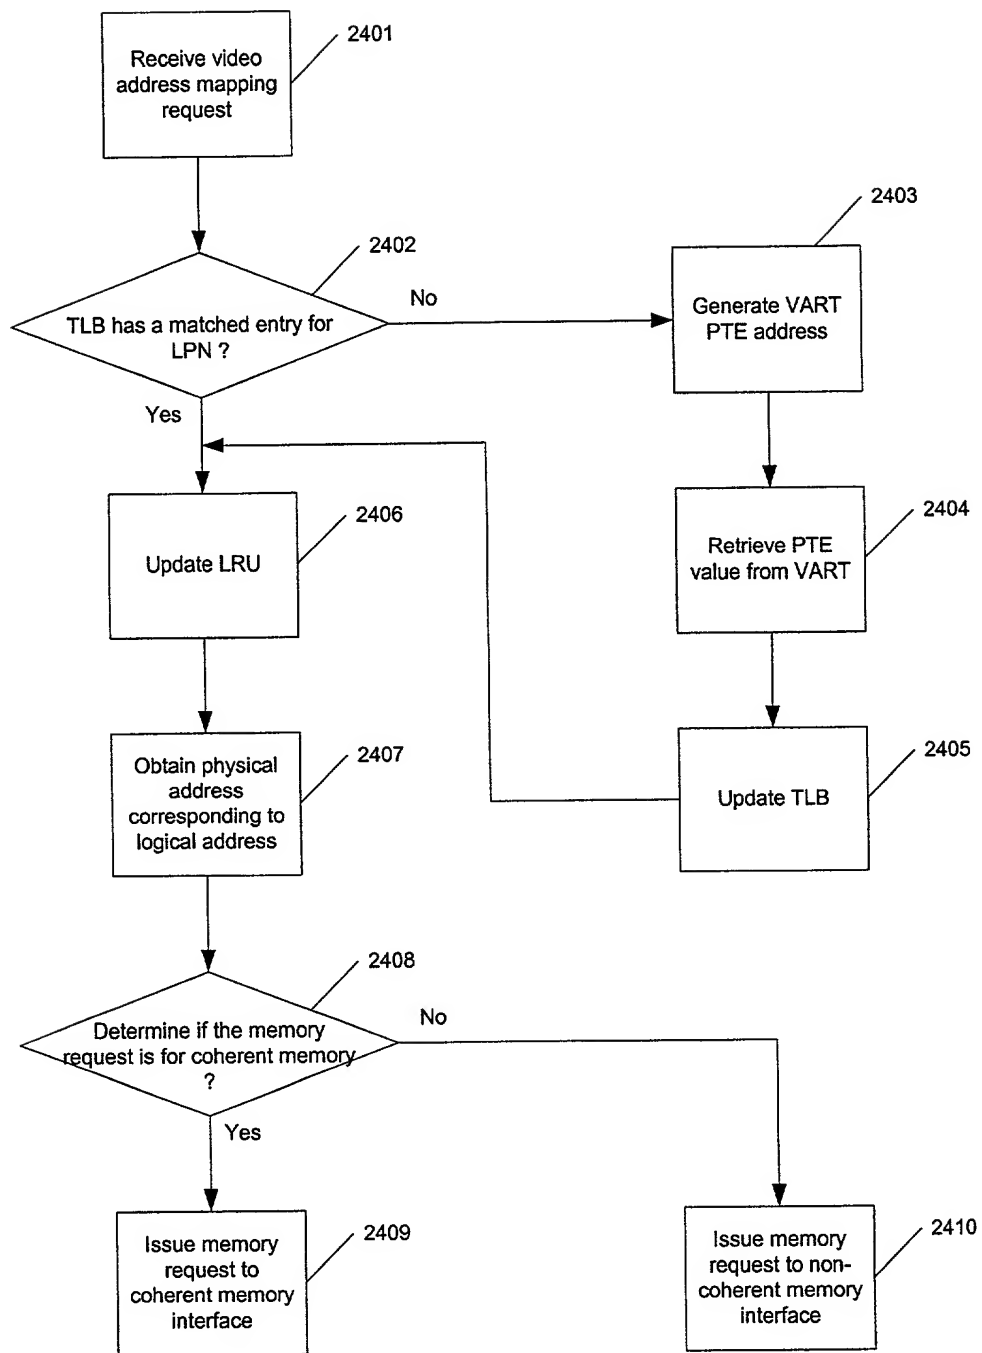 Receive video
address mapping
request
2401
TLB has a matched entry for
LPN ?
2402
No
Yes
Generate VART
PTE address
2403
Retrieve PTE
value from VART
2404
Update TLB
2405
Update LRU
2406
Obtain physical
address
corresponding to
logical address
2407
Determine if the memory
request is for coherent memory
?
2408
No
Yes
Issue memory
request to
coherent memory
interface
2409
Issue memory
request to non-
coherent memory
interface
2410